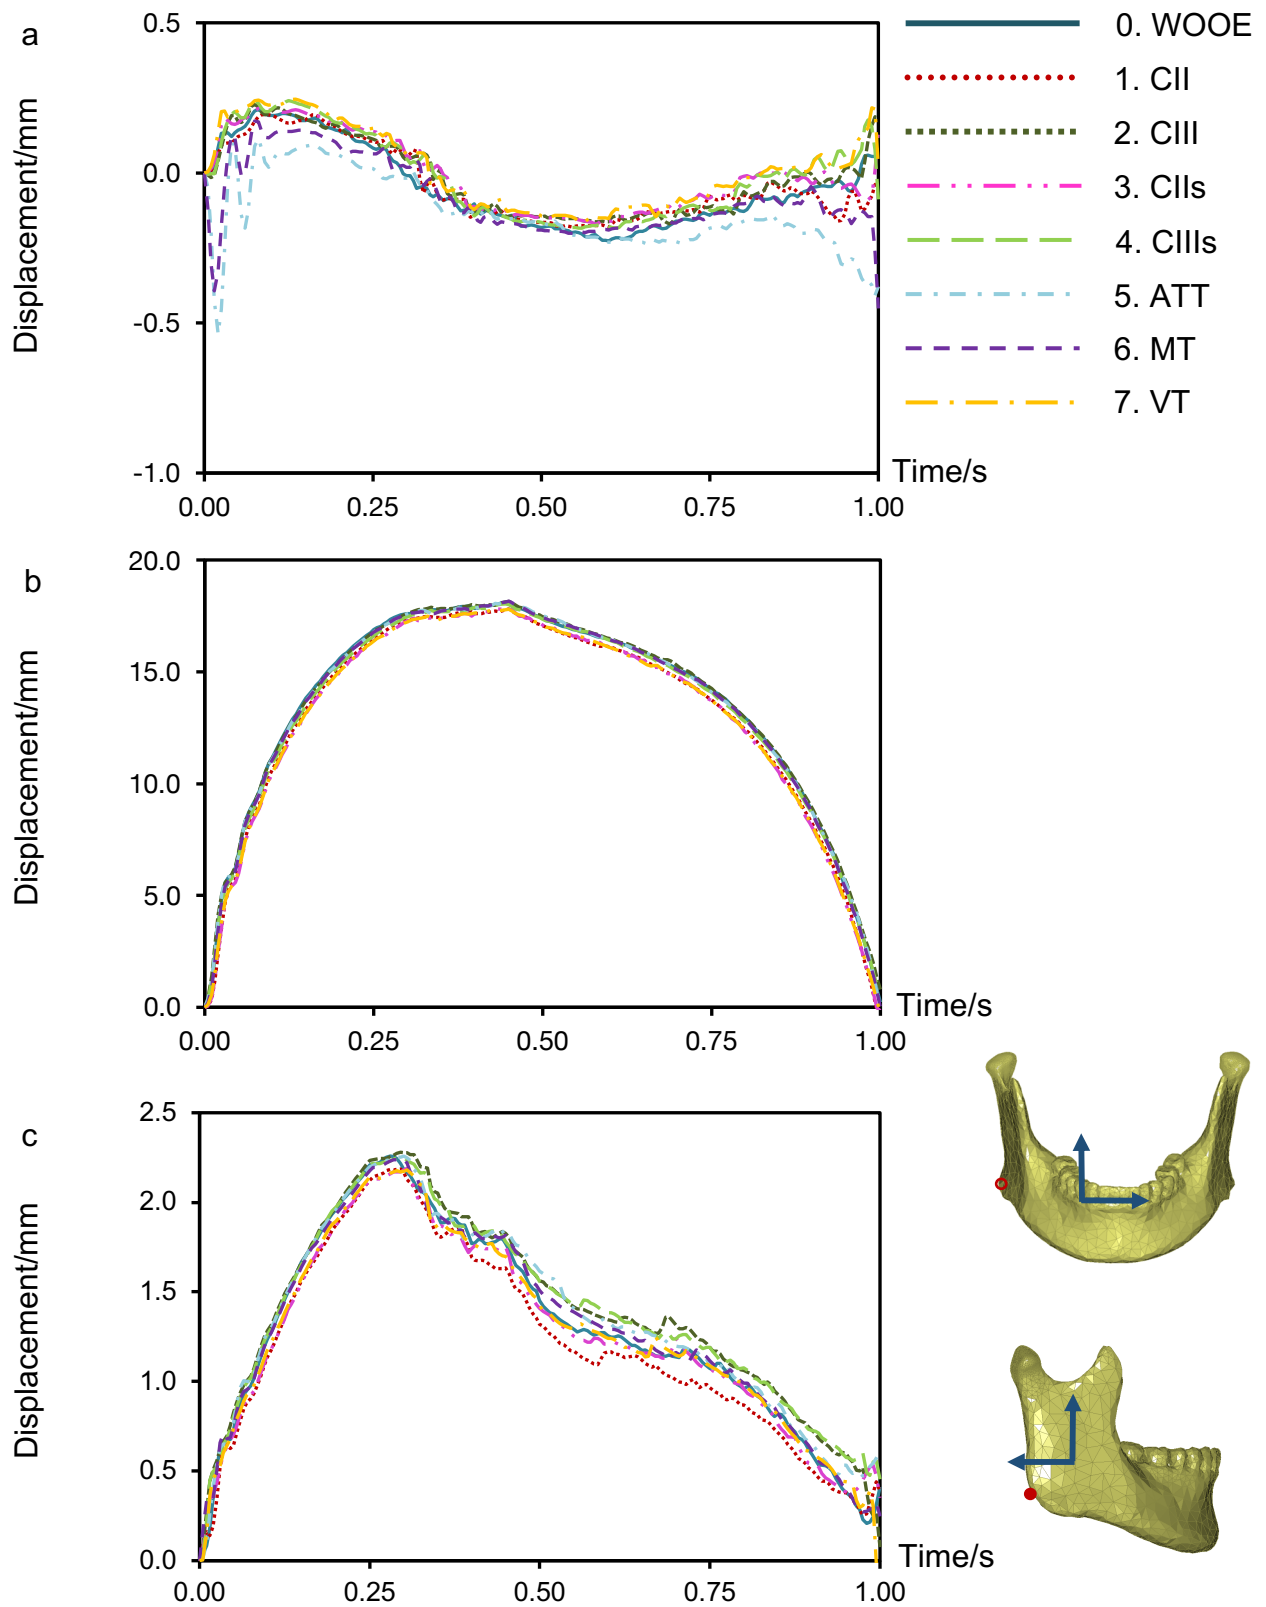 a
0.5
0.0
-0.5
-1.0
Displacement/mm
0.00 0.25 0.50 0.75 1.00
Time/s
0. WOOE
1. CII
2. CIII
3. CIIs
4. CIIIs
5. ATT
6. MT
7. VT
b
20.0
15.0
10.0
5.0
0.0
Displacement/mm
0.00 0.25 0.50 0.75 1.00
Time/s
c
2.5
2.0
1.5
1.0
0.5
0.0
Displacement/mm
0.00 0.25 0.50 0.75 1.00
Time/s